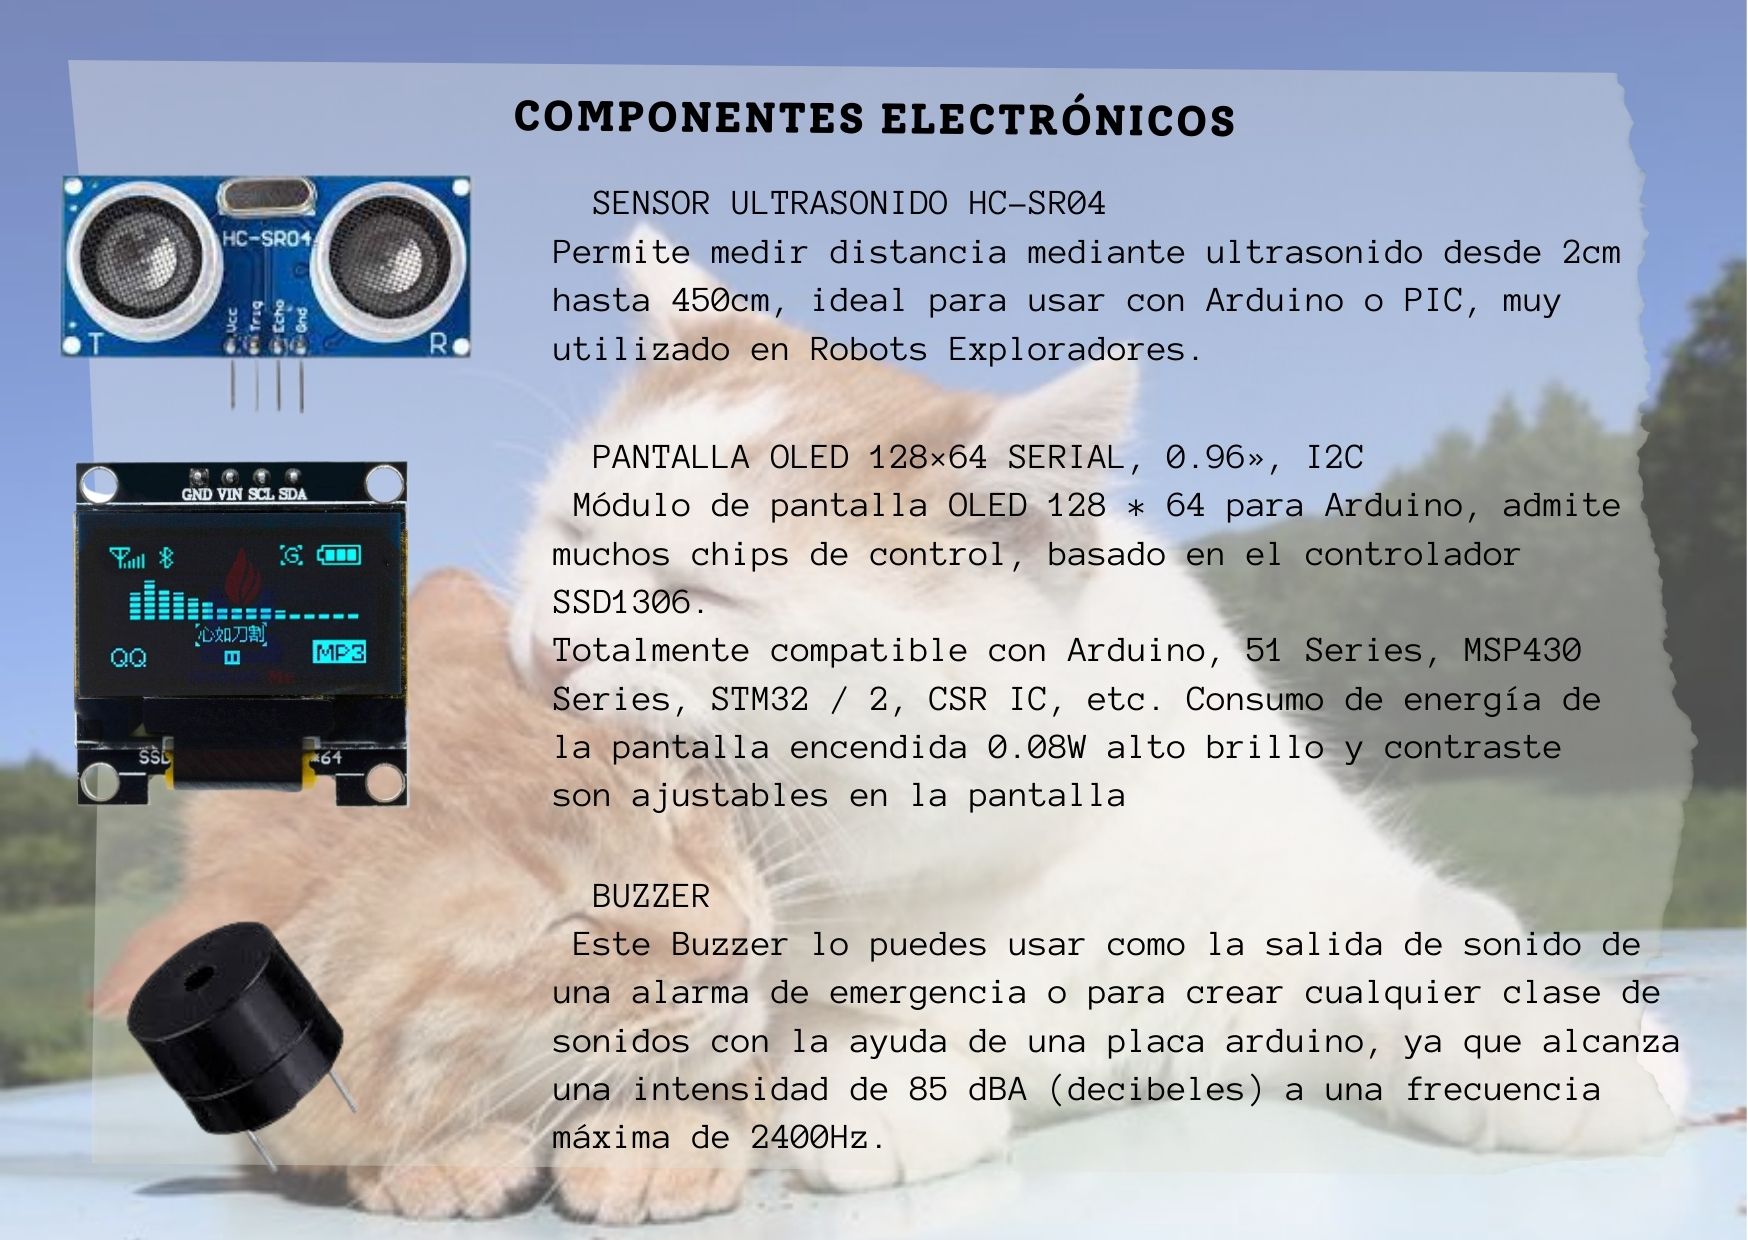 COMPONENTES ELECTRÓNICOS
HC-SR04
Vcc
Trig
Echo
Gnd
T
R
SENSOR ULTRASONIDO HC-SR04
Permite medir distancia mediante ultrasonido desde 2cm
hasta 450cm, ideal para usar con Arduino o PIC, muy
utilizado en Robots Exploradores.
GND VIN SCL SDA
心如刀割
QQ
MP3
*64
PANTALLA OLED 128×64 SERIAL, 0.96», I2C
Módulo de pantalla OLED 128 * 64 para Arduino, admite
muchos chips de control, basado en el controlador
SSD1306.
Totalmente compatible con Arduino, 51 Series, MSP430
Series, STM32 / 2, CSR IC, etc. Consumo de energía de
la pantalla encendida 0.08W alto brillo y contraste
son ajustables en la pantalla
BUZZER
Este Buzzer lo puedes usar como la salida de sonido de
una alarma de emergencia o para crear cualquier clase de
sonidos con la ayuda de una placa arduino, ya que alcanza
una intensidad de 85 dBA (decibeles) a una frecuencia
máxima de 2400Hz.